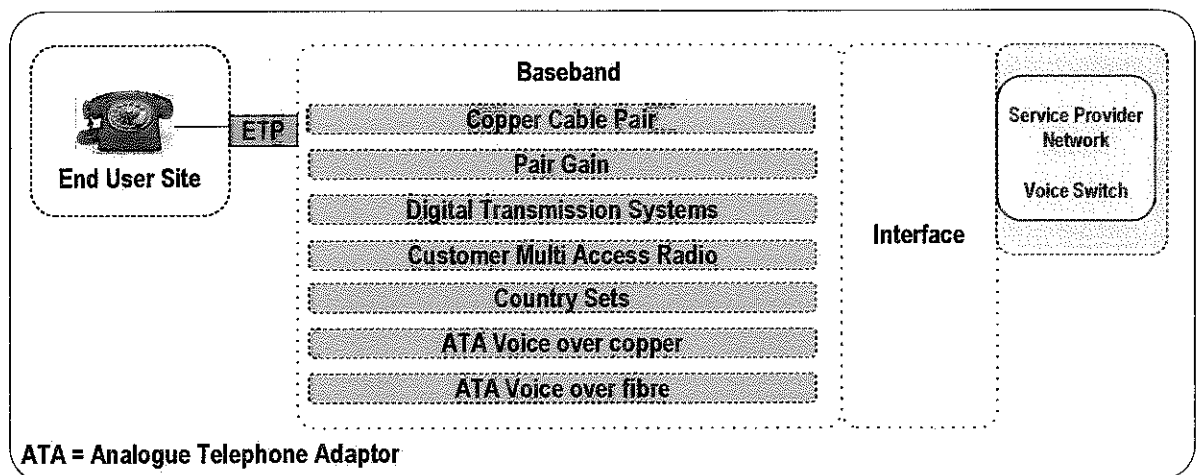 Baseband
End User Site
ETP
Copper Cable Pair
Pair Gain
Digital Transmission Systems
Customer Multi Access Radio
Country Sets
ATA Voice over copper
ATA Voice over fibre
Interface
Service Provider
Network
Voice Switch
ATA = Analogue Telephone Adaptor